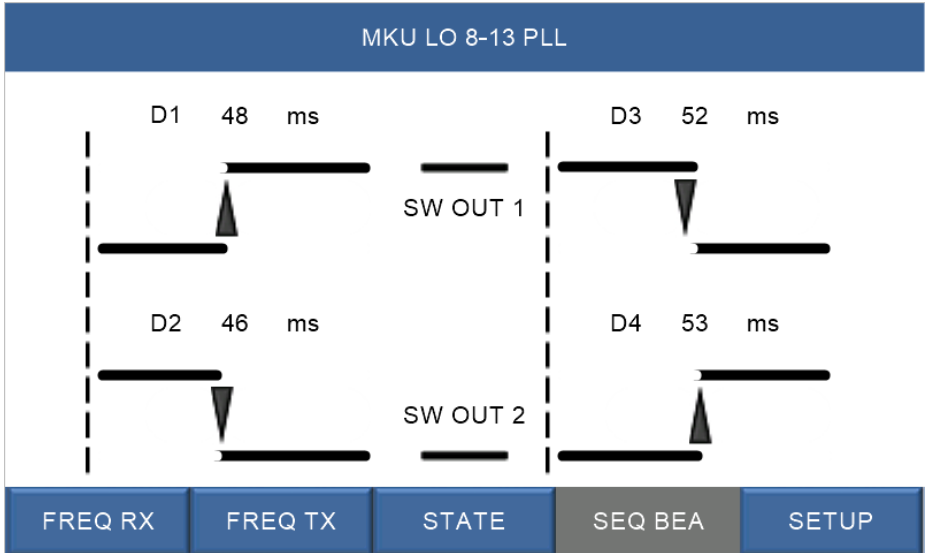 MKU LO 8-13 PLL
D1 48 ms D3 52 ms
SW OUT 1
D2 46 ms D4 53 ms
SW OUT 2
FREQ RX FREQ TX STATE SEQ BEA SETUP